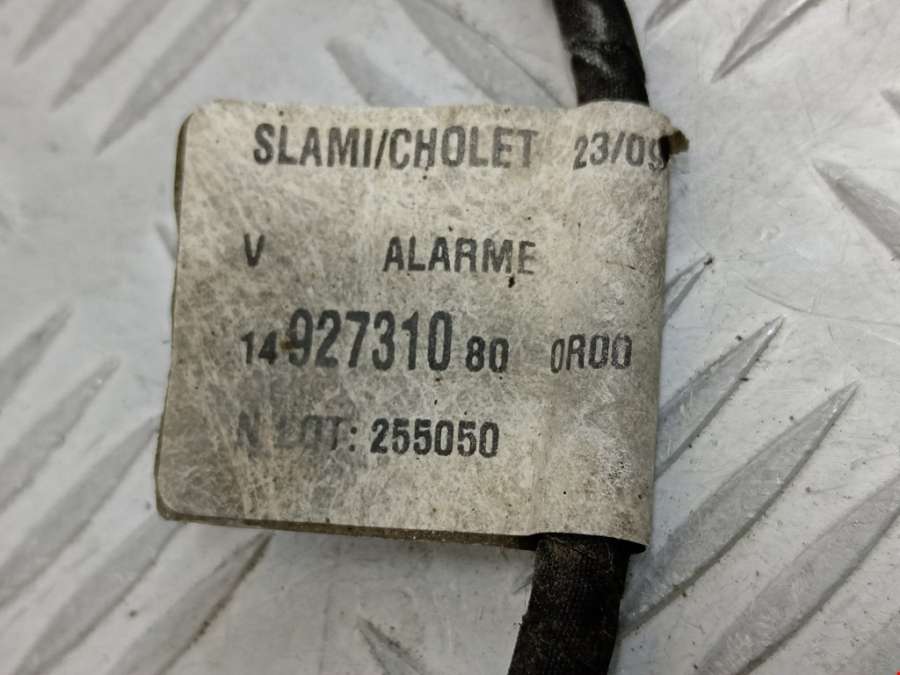 SLAMI/CHOLET 23/09
V ALARME
14 927310 80 0R00
N LOT: 255050